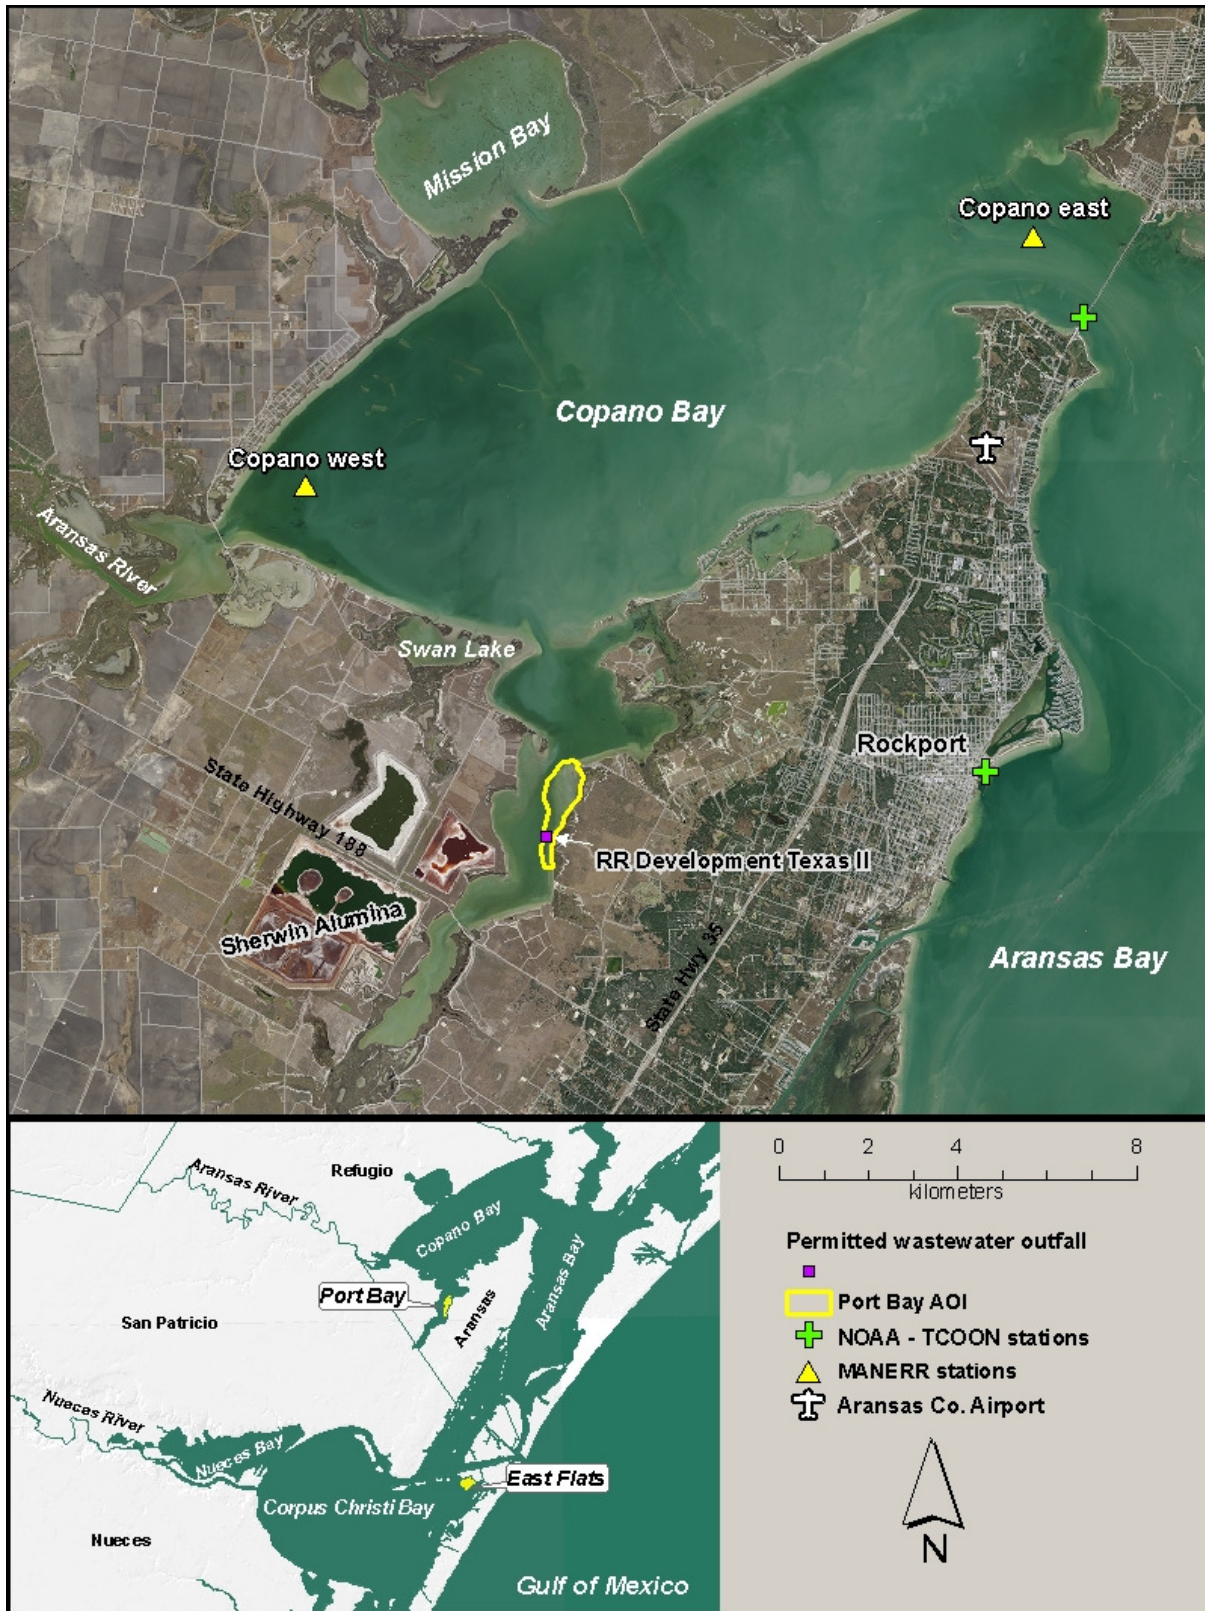 Mission Bay
Copano east
Copano Bay
Copano west
Aransas River
Swan Lake
Rockport
State Highway 188
RR Development Texas II
Sherwin Alumina
State Hwy 35
Aransas Bay
Refugio
Aransas River
Copano Bay
Aransas Bay
Port Bay
Aransas
San Patricio
Nueces River
Nueces Bay
East Flats
Corpus Christi Bay
Nueces
Gulf of Mexico
0 2 4 8
kilometers
Permitted wastewater outfall
Port Bay AOI
NOAA - TCOON stations
MANERR stations
Aransas Co. Airport
N